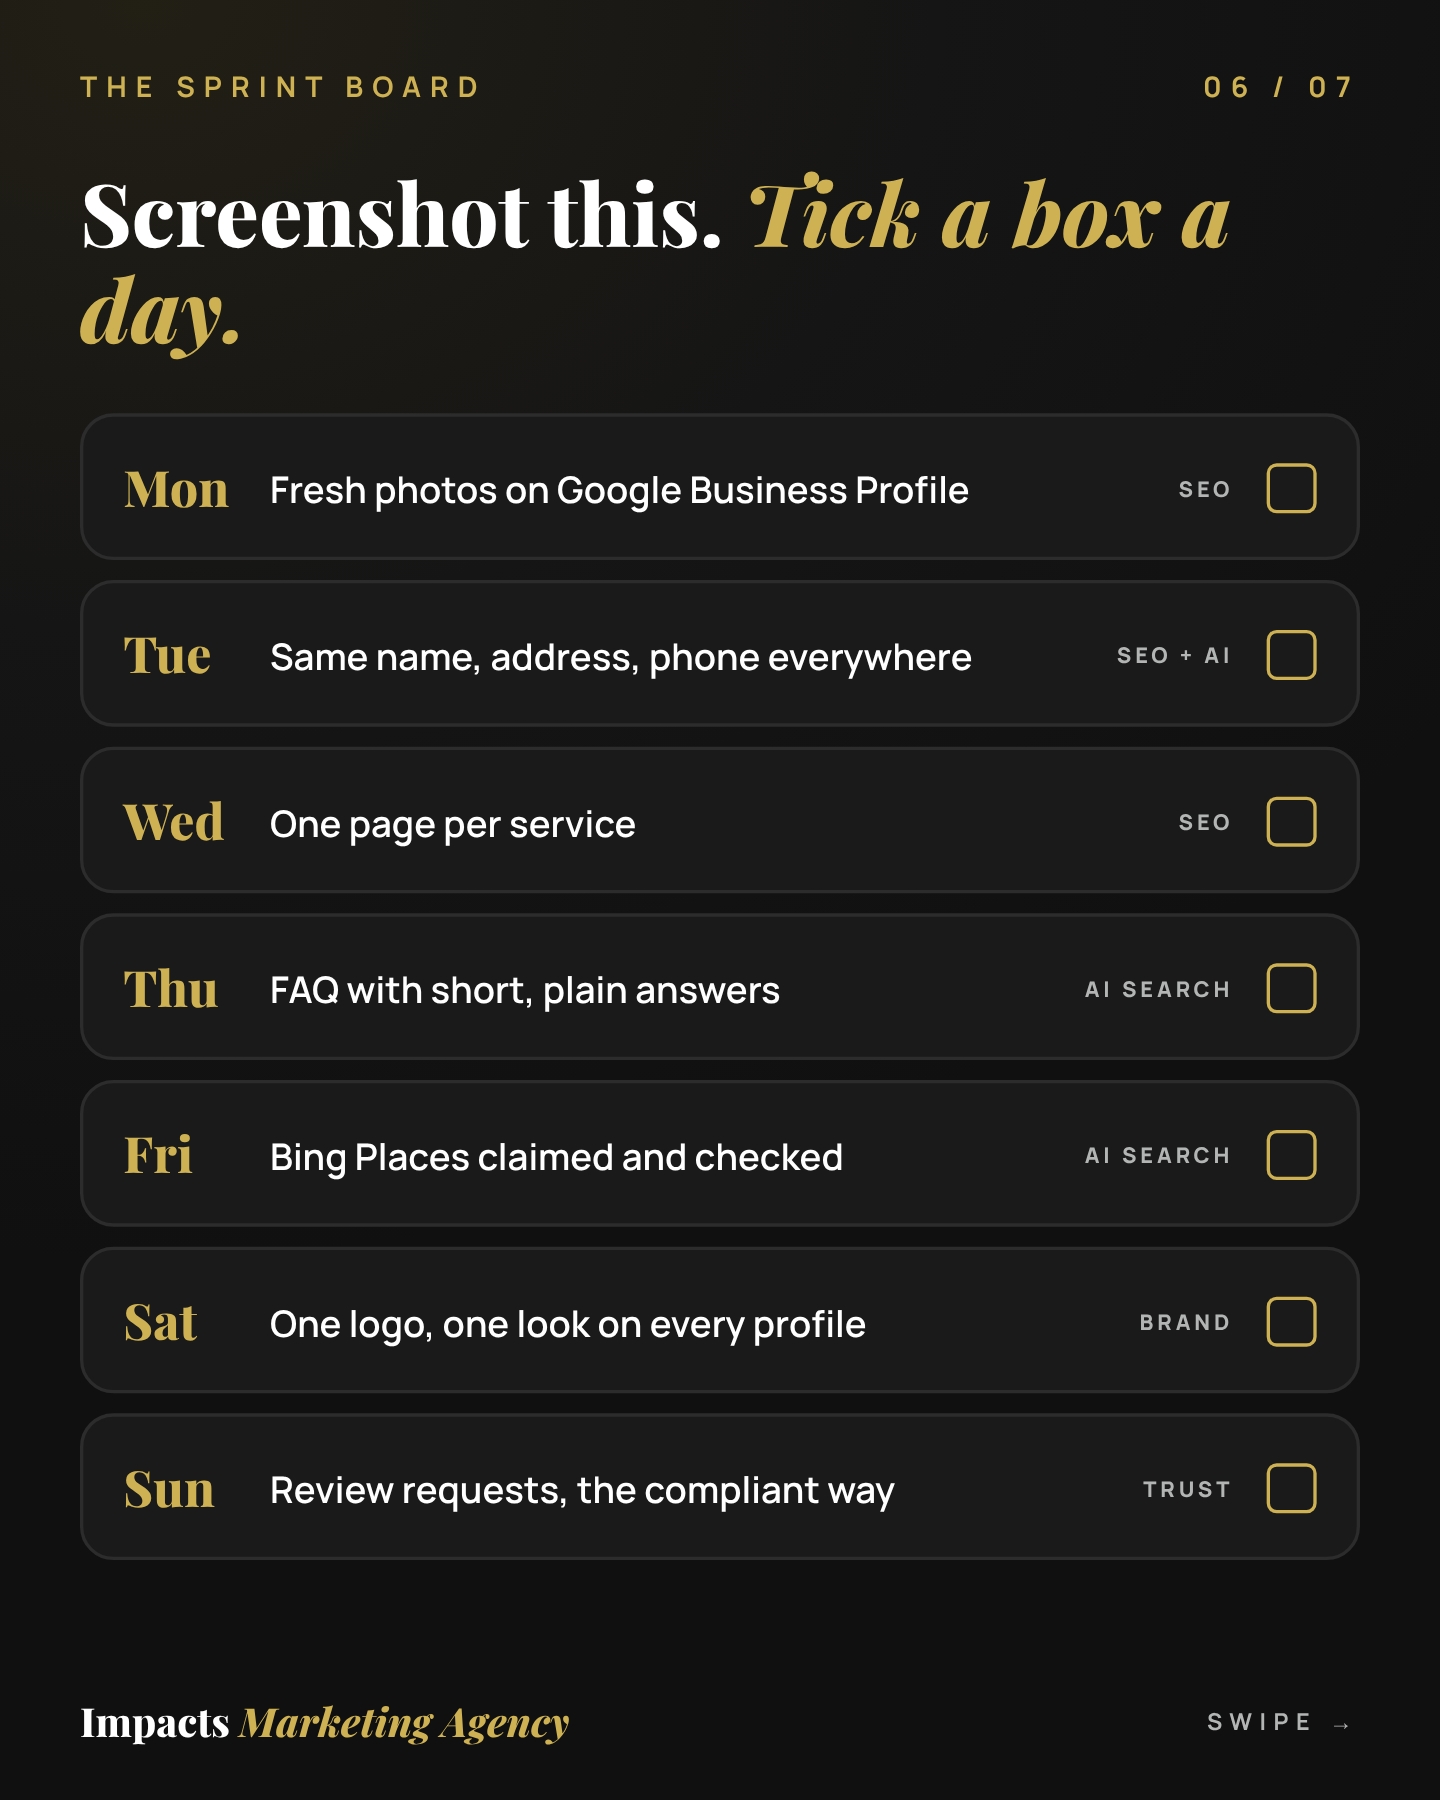 THE SPRINT BOARD
06 / 07
Screenshot this. Tick a box a
day.
Mon Fresh photos on Google Business Profile SEO
Tue Same name, address, phone everywhere SEO + AI
Wed One page per service SEO
Thu FAQ with short, plain answers AI SEARCH
Fri Bing Places claimed and checked AI SEARCH
Sat One logo, one look on every profile BRAND
Sun Review requests, the compliant way TRUST
Impacts Marketing Agency
SWIPE →